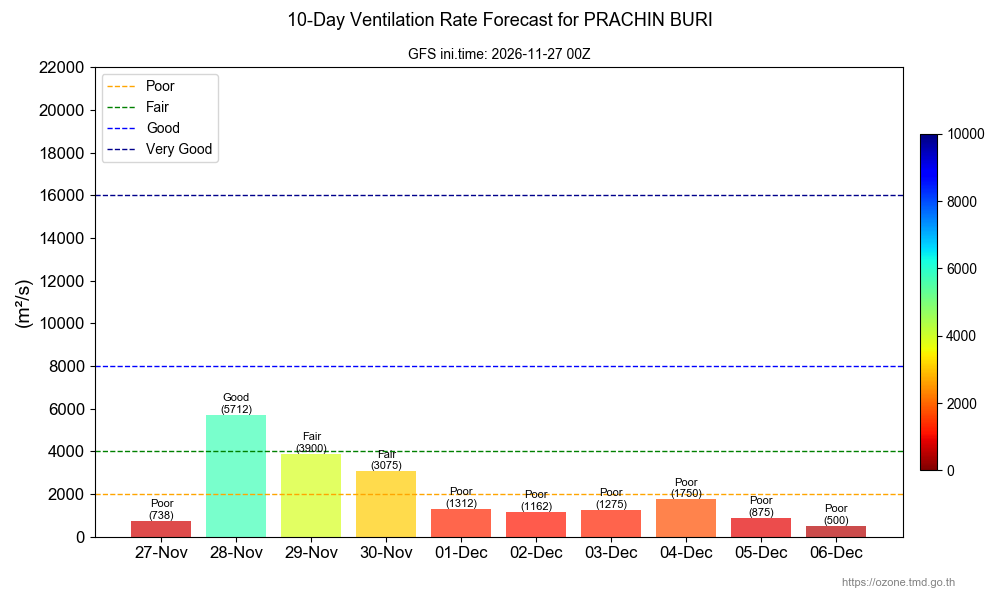 10-Day Ventilation Rate Forecast for PRACHIN BURI
GFS ini.time: 2026-11-27 00Z
(m²/s)
22000
20000
18000
16000
14000
12000
10000
8000
6000
4000
2000
0
Poor
Fair
Good
Very Good
Poor
(738)
Good
(5712)
Fair
(3900)
Fair
(3075)
Poor
(1312)
Poor
(1162)
Poor
(1275)
Poor
(1750)
Poor
(875)
Poor
(500)
27-Nov 28-Nov 29-Nov 30-Nov 01-Dec 02-Dec 03-Dec 04-Dec 05-Dec 06-Dec
10000
8000
6000
4000
2000
0
https://ozone.tmd.go.th